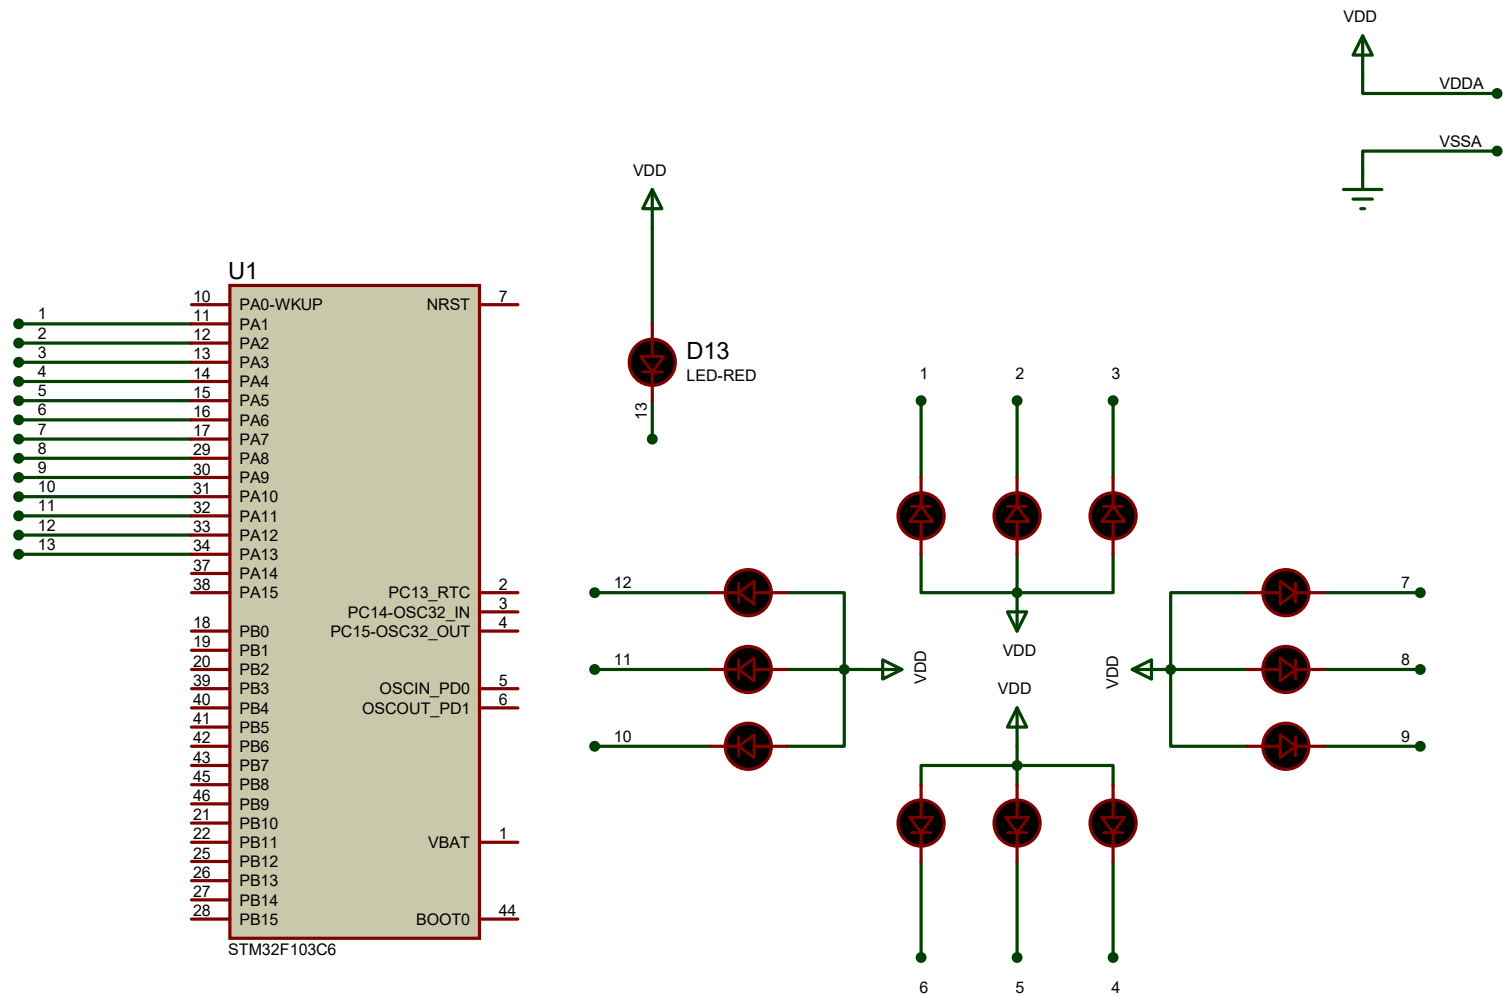 VDD
VDDA
VSSA
VDD
D13
LED-RED
13
U1
10 PA0-WKUP NRST 7
1 11 PA1
2 12 PA2
3 13 PA3
4 14 PA4
5 15 PA5
6 16 PA6
7 17 PA7
8 29 PA8
9 30 PA9
10 31 PA10
11 32 PA11
12 33 PA12
13 34 PA13
37 PA14
38 PA15 PC13_RTC 2
PC14-OSC32_IN 3
18 PB0 PC15-OSC32_OUT 4
19 PB1
20 PB2
39 PB3 OSCIN_PD0 5
40 PB4 OSCOUT_PD1 6
41 PB5
42 PB6
43 PB7
45 PB8
46 PB9
21 PB10
22 PB11 VBAT 1
25 PB12
26 PB13
27 PB14
28 PB15 BOOT0 44
STM32F103C6
1 2 3
12
11
10
VDD
VDD
VDD
VDD
7
8
9
6 5 4